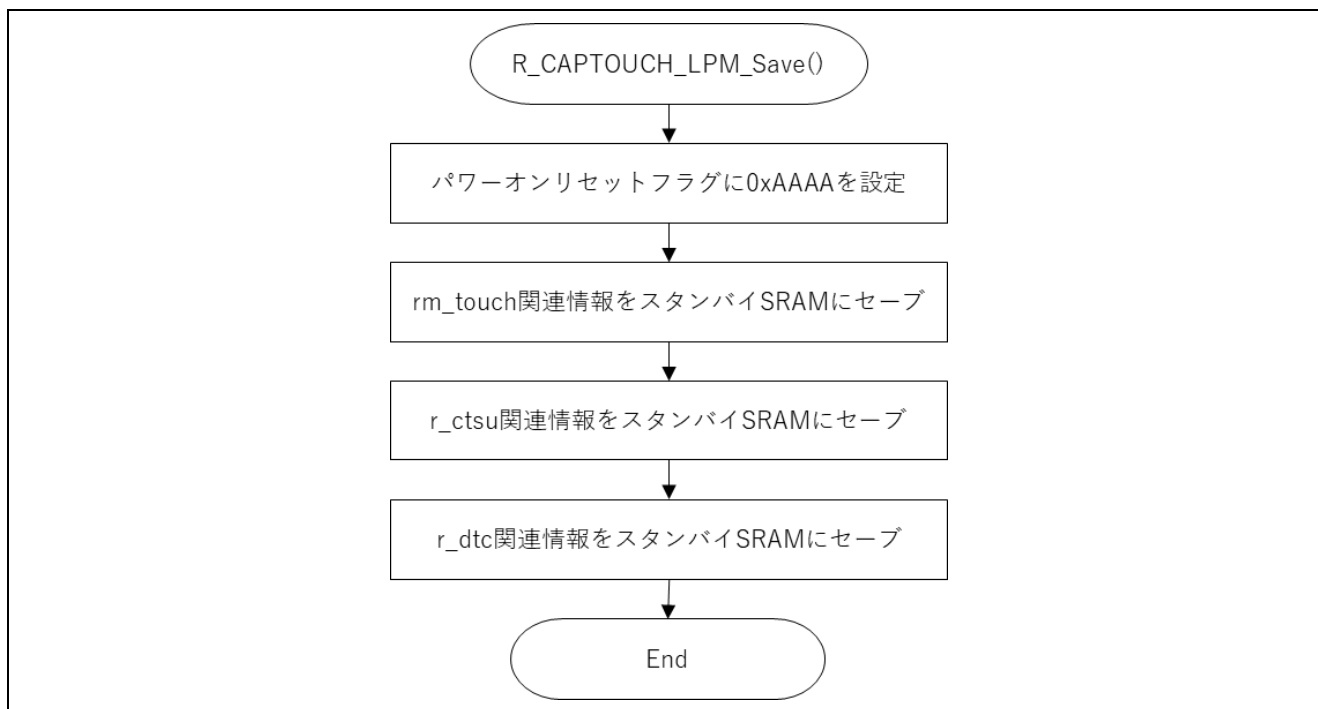 R_CAPTOUCH_LPM_Save()
パワーオンリセットフラグに0xAAAAを設定
rm_touch関連情報をスタンバイSRAMにセーブ
r_ctsu関連情報をスタンバイSRAMにセーブ
r_dtc関連情報をスタンバイSRAMにセーブ
End